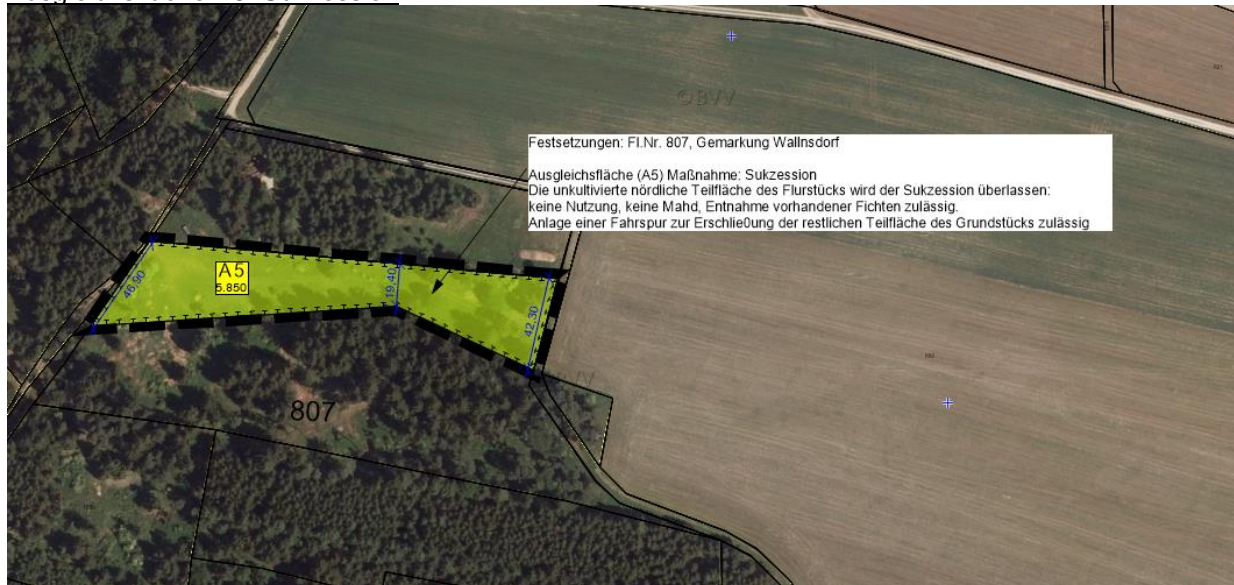 ©BVV
Festsetzungen: Fl.Nr. 807, Gemarkung Wallnsdorf
Ausgleichsfläche (A5) Maßnahme: Sukzession
Die unkultivierte nördliche Teilfläche des Flurstücks wird der Sukzession überlassen:
keine Nutzung, keine Mahd, Entnahme vorhandener Fichten zulässig.
Anlage einer Fahrspur zur Erschließung der restlichen Teilfläche des Grundstücks zulässig
A5
5.850
46,90
19,40
42,30
807